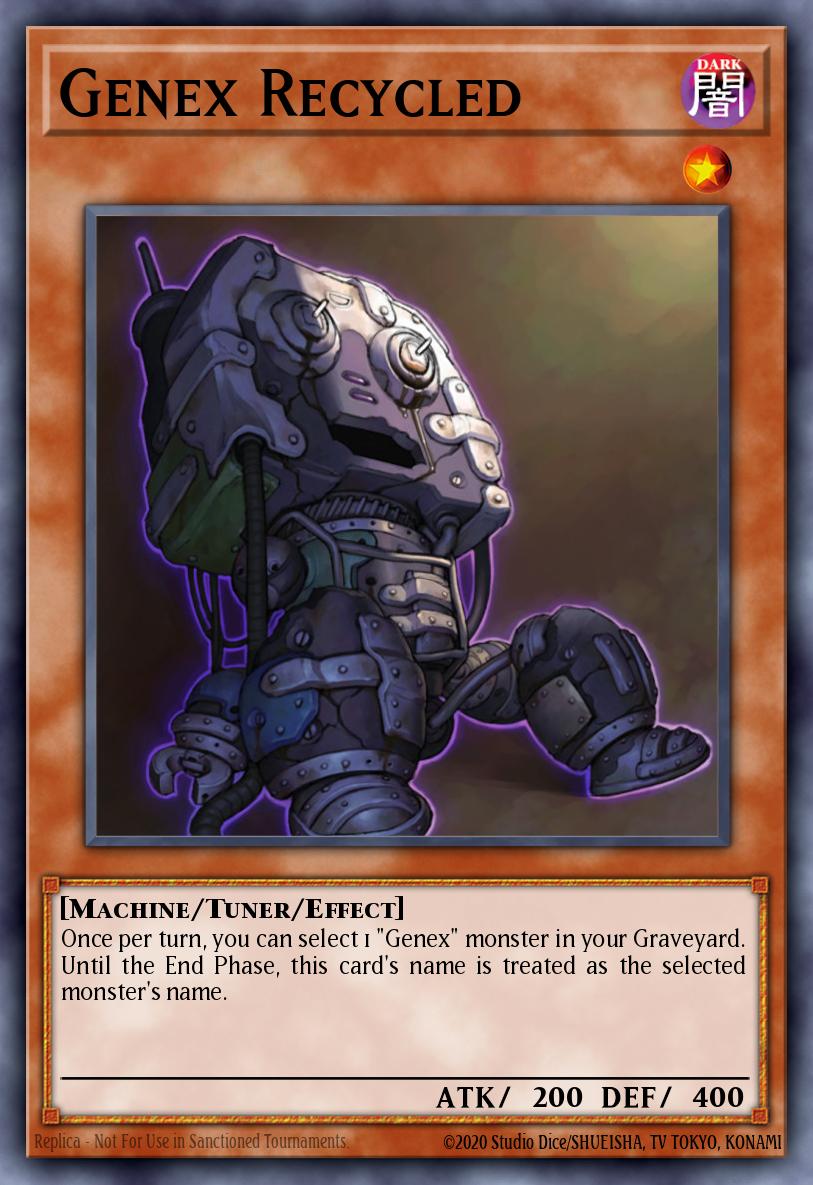 Genex Recycled
DARK
闇
[Machine/Tuner/Effect]
Once per turn, you can select 1 "Genex" monster in your Graveyard.
Until the End Phase, this card's name is treated as the selected
monster's name.
ATK/ 200 DEF/ 400
Replica - Not For Use in Sanctioned Tournaments.
©2020 Studio Dice/SHUEISHA, TV TOKYO, KONAMI